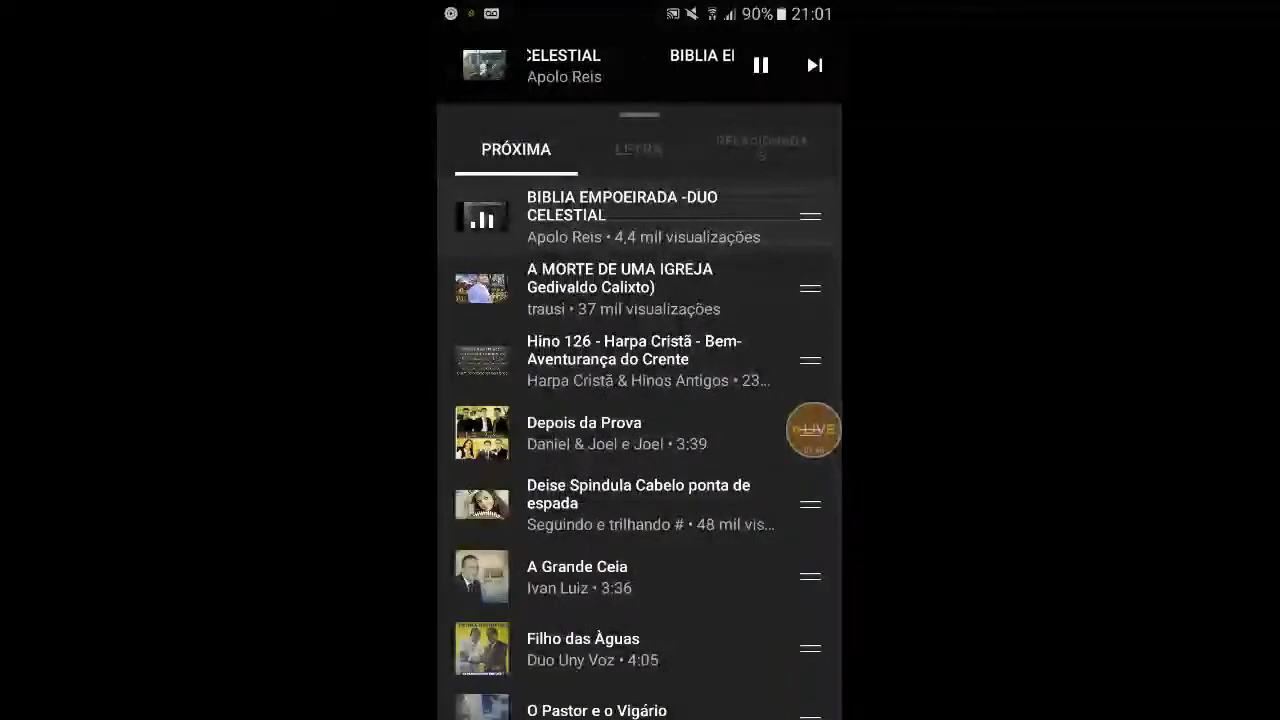 90% 21:01
CELESTIAL BIBLIA EI
Apolo Reis
PRÓXIMA LETRA RELACIONADA
S
BIBLIA EMPOEIRADA -DUO
CELESTIAL
Apolo Reis • 4,4 mil visualizações
A MORTE DE UMA IGREJA
Gedivaldo Calixto)
trausi • 37 mil visualizações
Hino 126 - Harpa Cristã - Bem-
Aventurança do Crente
Harpa Cristã & Hinos Antigos • 23...
Depois da Prova
Daniel & Joel e Joel • 3:39
LIVE
Deise Spindula Cabelo ponta de
espada
Seguindo e trilhando # • 48 mil vis...
A Grande Ceia
Ivan Luiz • 3:36
Filho das Àguas
Duo Uny Voz • 4:05
O Pastor e o Vigário